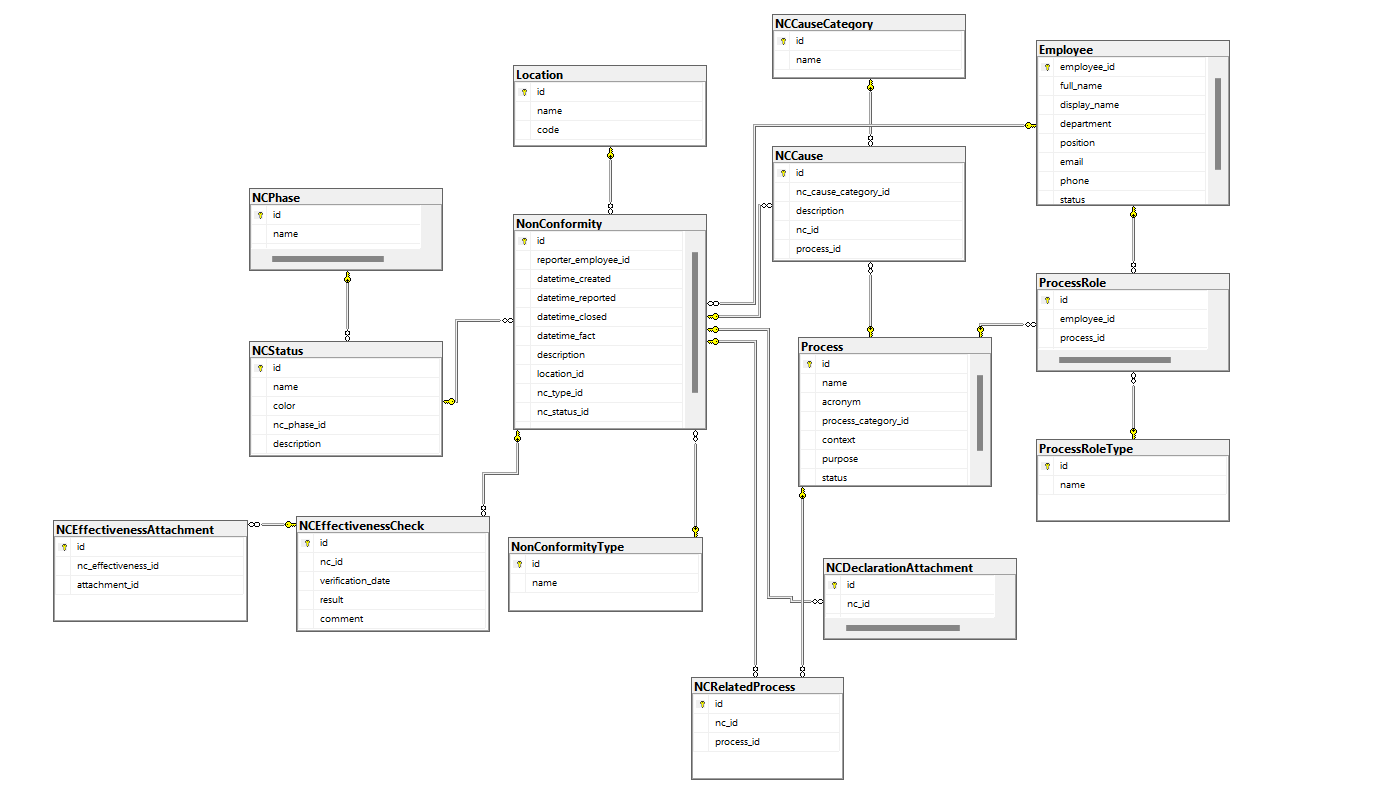 NCCauseCategory
id
name
Employee
employee_id
full_name
display_name
department
position
email
phone
status
Location
id
name
code
NCCause
id
nc_cause_category_id
description
nc_id
process_id
NCPhase
id
name
NonConformity
id
reporter_employee_id
datetime_created
datetime_reported
datetime_closed
datetime_fact
description
location_id
nc_type_id
nc_status_id
ProcessRole
id
employee_id
process_id
NCStatus
id
name
color
nc_phase_id
description
Process
id
name
acronym
process_category_id
context
purpose
status
ProcessRoleType
id
name
NCEffectivenessAttachment
id
nc_effectiveness_id
attachment_id
NCEffectivenessCheck
id
nc_id
verification_date
result
comment
NonConformityType
id
name
NCDeclarationAttachment
id
nc_id
NCRelatedProcess
id
nc_id
process_id